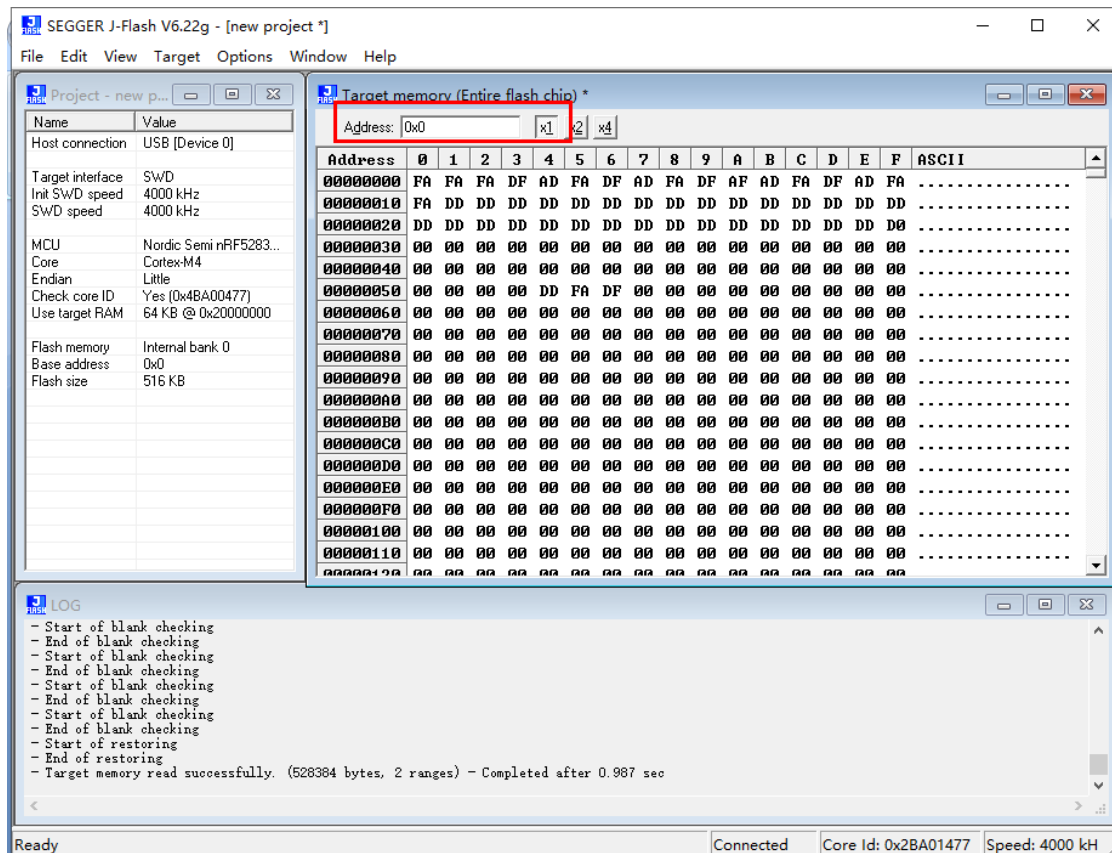 SEGGER J-Flash V6.22g - [new project *]
File Edit View Target Options Window Help
Project - new p...
Name Value
Host connection USB [Device 0]
Target interface SWD
Init SWD speed 4000 kHz
SWD speed 4000 kHz
MCU Nordic Semi nRF5283...
Core Cortex-M4
Endian Little
Check core ID Yes (0x4BA00477)
Use target RAM 64 KB @ 0x20000000
Flash memory Internal bank 0
Base address 0x0
Flash size 516 KB
Target memory (Entire flash chip) *
Address: 0x0 x1 x2 x4
Address 0 1 2 3 4 5 6 7 8 9 A B C D E F ASCII
00000000 FA FA FA DF AD FA DF AD FA DF AF AD FA DF AD FA ................
00000010 FA DD DD DD DD DD DD DD DD DD DD DD DD DD DD DD ................
00000020 DD DD DD DD DD DD DD DD DD DD DD DD DD DD DD D0 ................
00000030 00 00 00 00 00 00 00 00 00 00 00 00 00 00 00 00 ................
00000040 00 00 00 00 00 00 00 00 00 00 00 00 00 00 00 00 ................
00000050 00 00 00 00 DD FA DF 00 00 00 00 00 00 00 00 00 ................
00000060 00 00 00 00 00 00 00 00 00 00 00 00 00 00 00 00 ................
00000070 00 00 00 00 00 00 00 00 00 00 00 00 00 00 00 00 ................
00000080 00 00 00 00 00 00 00 00 00 00 00 00 00 00 00 00 ................
00000090 00 00 00 00 00 00 00 00 00 00 00 00 00 00 00 00 ................
000000A0 00 00 00 00 00 00 00 00 00 00 00 00 00 00 00 00 ................
000000B0 00 00 00 00 00 00 00 00 00 00 00 00 00 00 00 00 ................
000000C0 00 00 00 00 00 00 00 00 00 00 00 00 00 00 00 00 ................
000000D0 00 00 00 00 00 00 00 00 00 00 00 00 00 00 00 00 ................
000000E0 00 00 00 00 00 00 00 00 00 00 00 00 00 00 00 00 ................
000000F0 00 00 00 00 00 00 00 00 00 00 00 00 00 00 00 00 ................
00000100 00 00 00 00 00 00 00 00 00 00 00 00 00 00 00 00 ................
00000110 00 00 00 00 00 00 00 00 00 00 00 00 00 00 00 00 ................
00000120 00 00 00 00 00 00 00 00 00 00 00 00 00 00 00 00
LOG
- Start of blank checking
- End of blank checking
- Start of blank checking
- End of blank checking
- Start of blank checking
- End of blank checking
- Start of blank checking
- End of blank checking
- Start of restoring
- End of restoring
- Target memory read successfully. (528384 bytes, 2 ranges) - Completed after 0.987 sec
Ready Connected Core Id: 0x2BA01477 Speed: 4000 kH